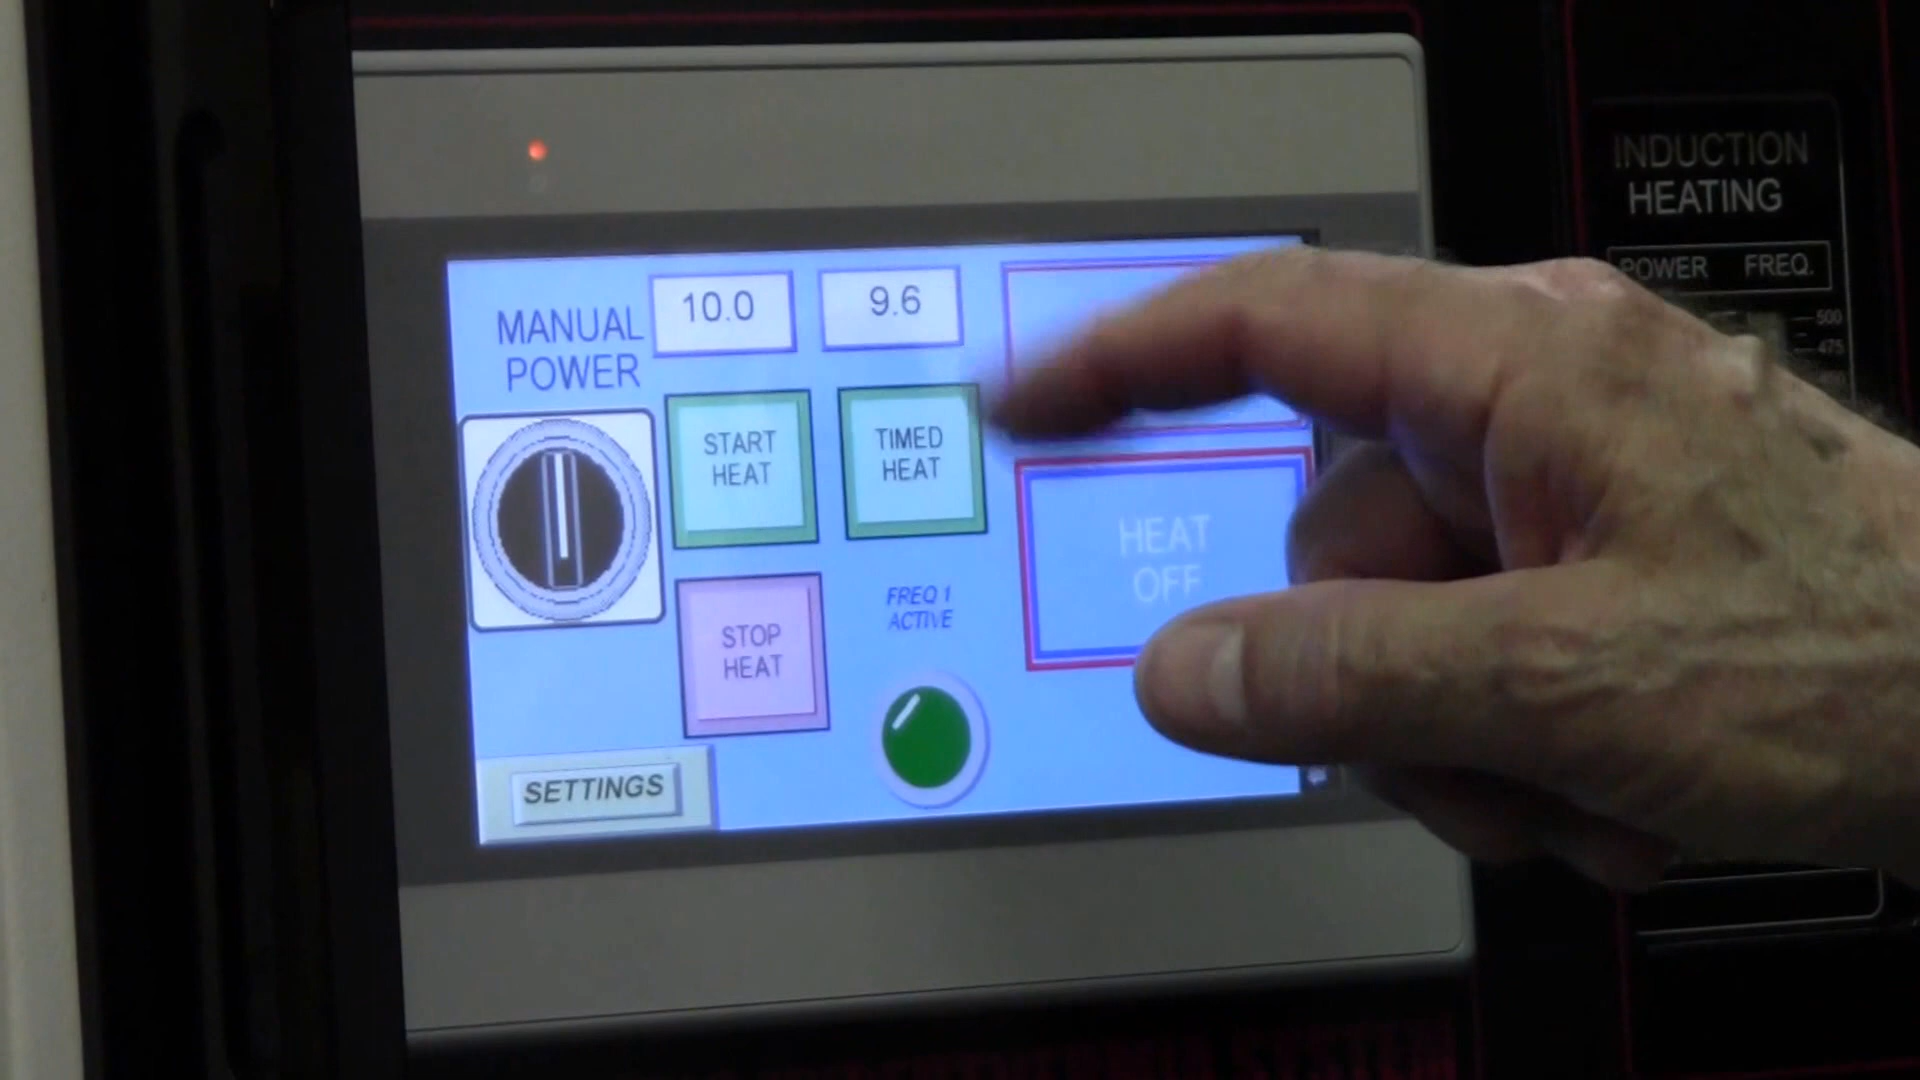 INDUCTION
HEATING
POWER FREQ.
500
475
MANUAL
POWER
10.0
9.6
START
HEAT
TIMED
HEAT
HEAT
OFF
STOP
HEAT
FREQ 1
ACTIVE
SETTINGS